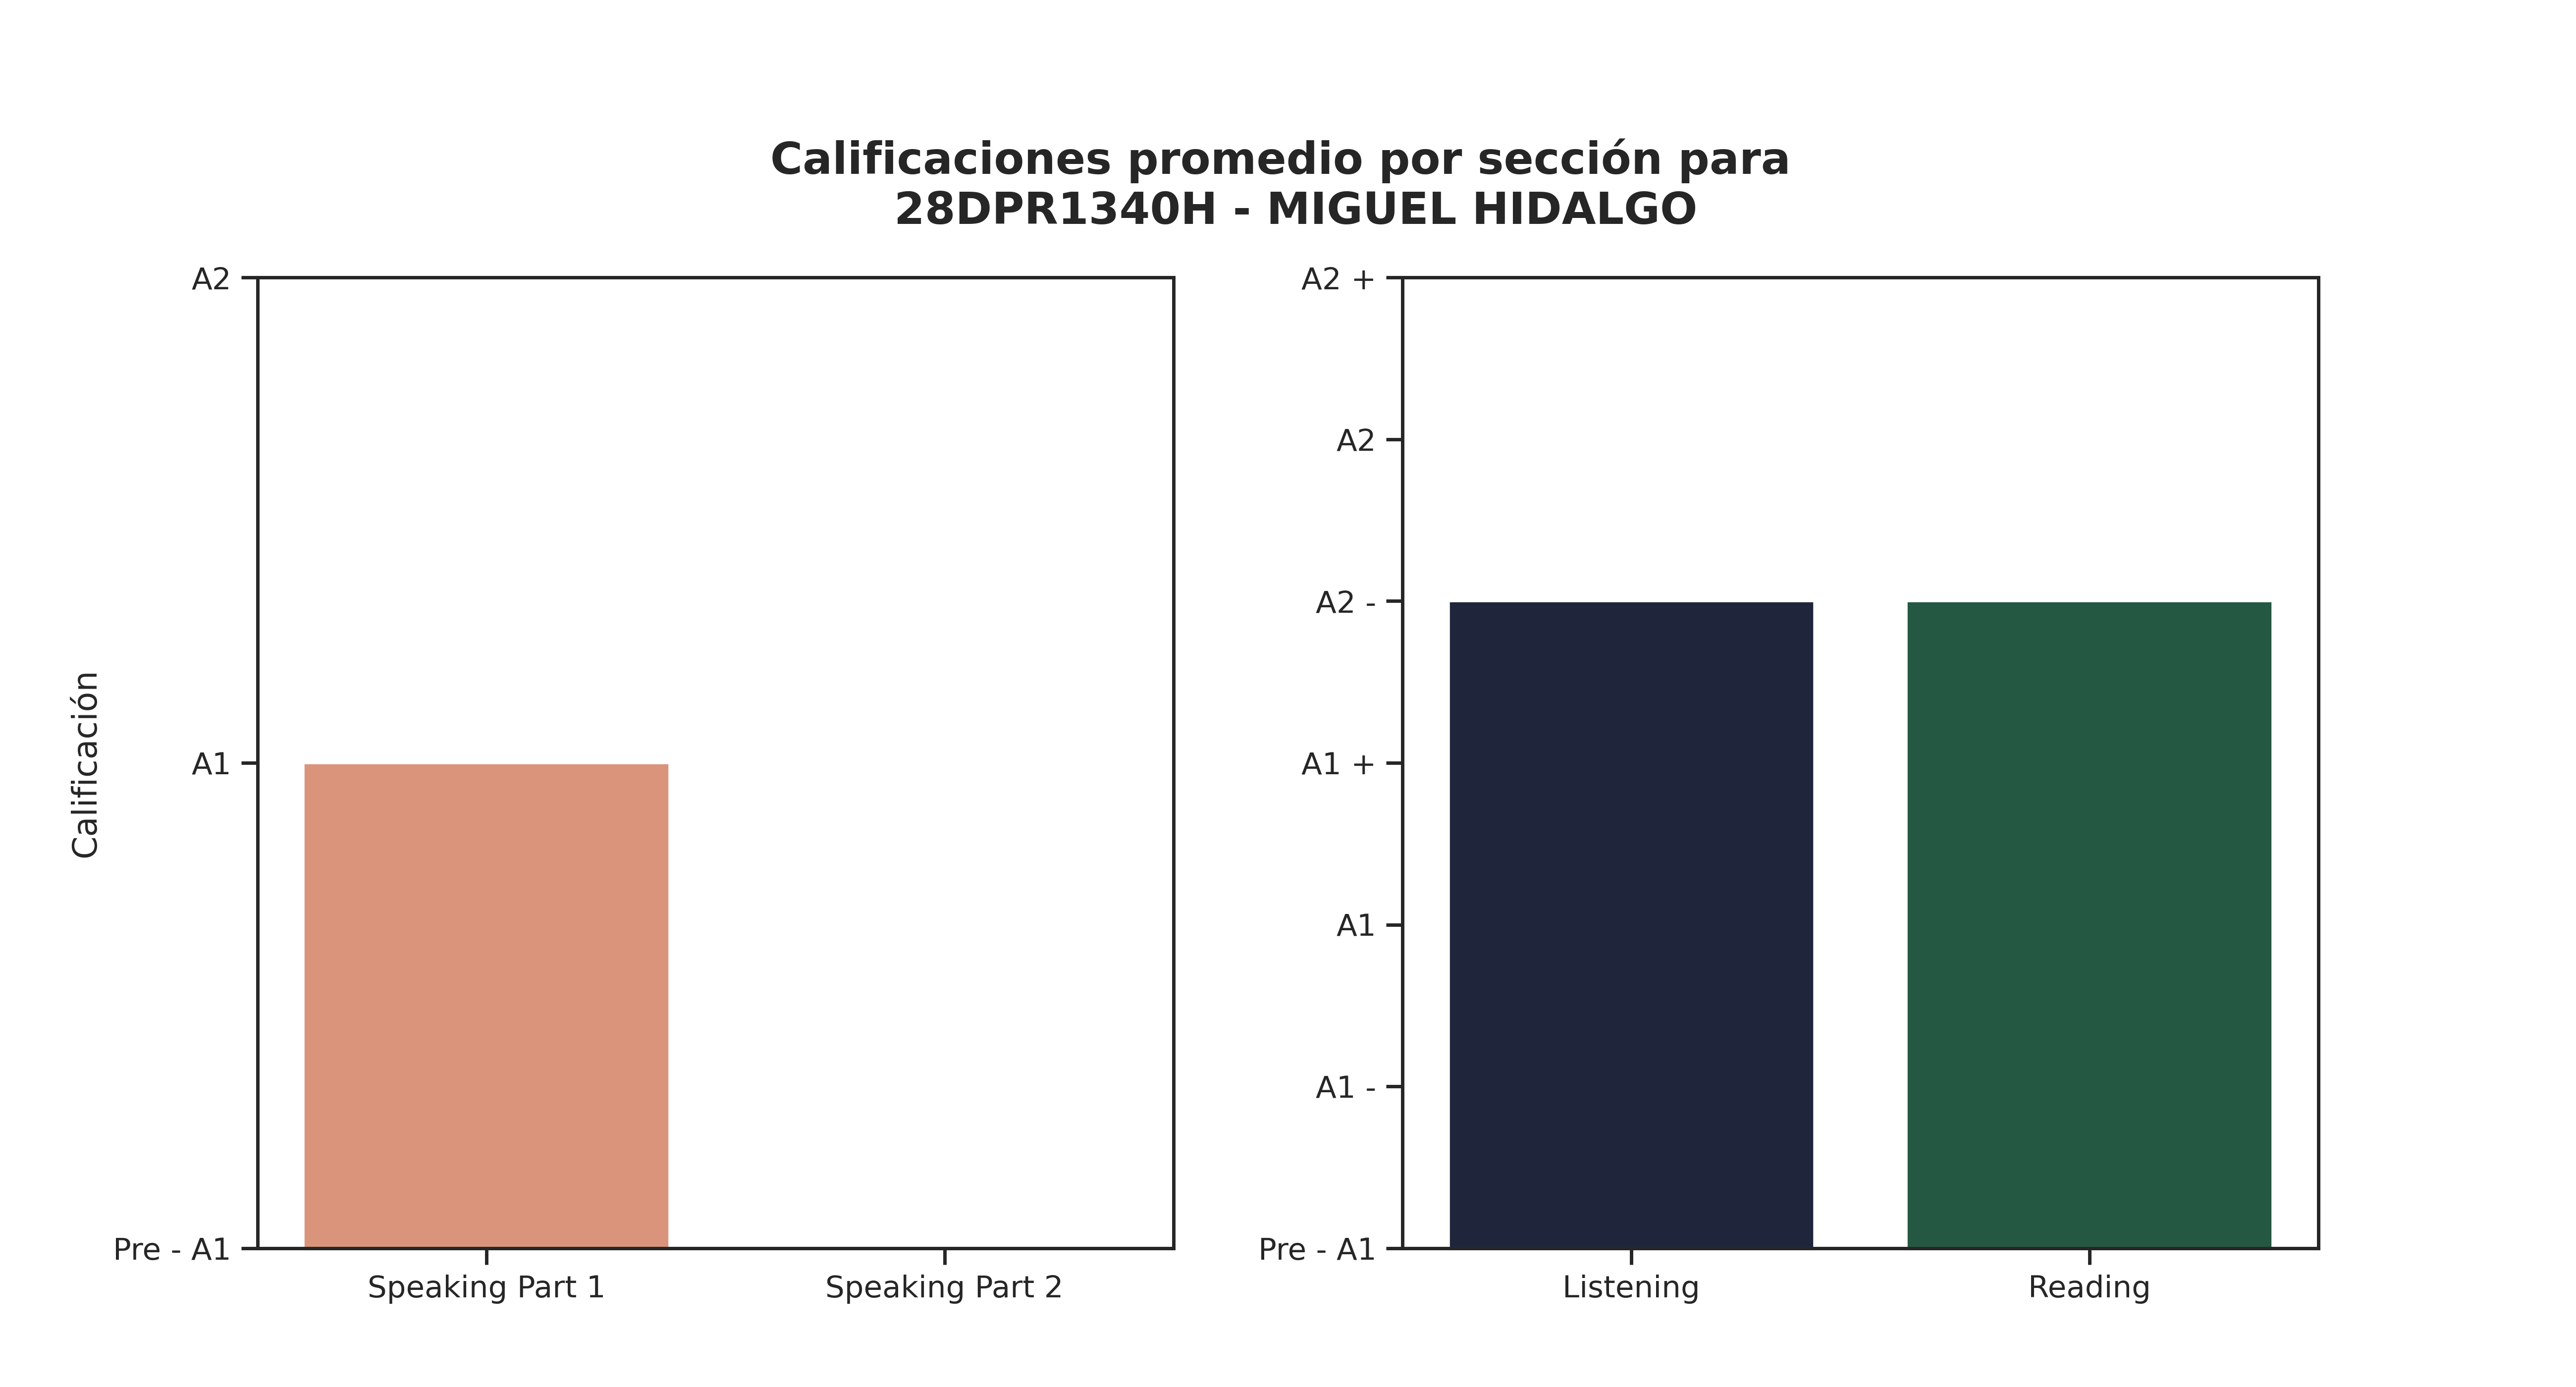 Calificaciones promedio por sección para
28DPR1340H - MIGUEL HIDALGO
Calificación
A2
A1
Pre - A1
Speaking Part 1
Speaking Part 2
A2 +
A2
A2 -
A1 +
A1
A1 -
Pre - A1
Listening
Reading